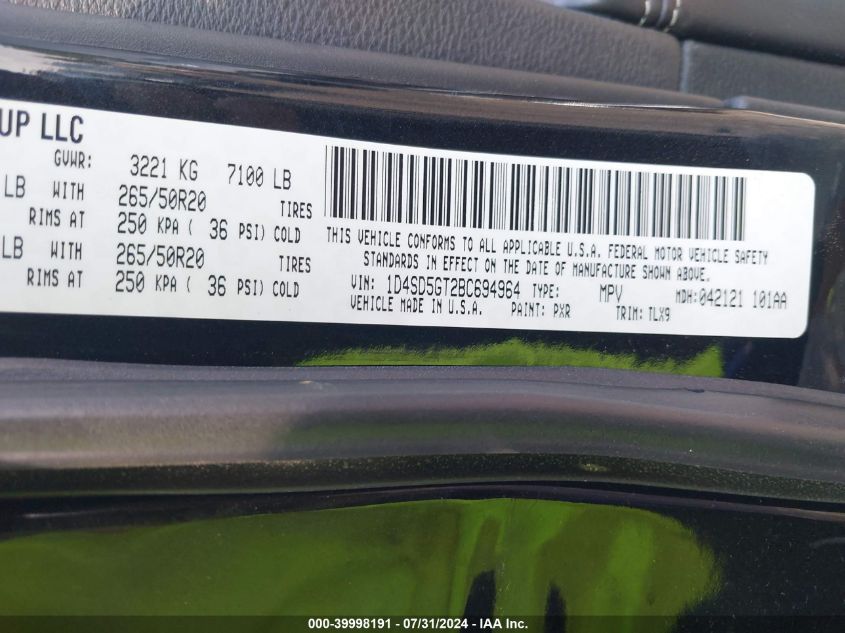 UP LLC
GVWR: 3221 KG 7100 LB
LB WITH 265/50R20 TIRES
RIMS AT 250 KPA ( 36 PSI) COLD
LB WITH 265/50R20 TIRES
RIMS AT 250 KPA ( 36 PSI) COLD
THIS VEHICLE CONFORMS TO ALL APPLICABLE U.S.A. FEDERAL MOTOR VEHICLE SAFETY
STANDARDS IN EFFECT ON THE DATE OF MANUFACTURE SHOWN ABOVE.
VIN: 1D4SD5GT2BC694964 TYPE: MPV MDH: 042121 101AA
VEHICLE MADE IN U.S.A. PAINT: PXR TRIM: TLX9
000-39998191 - 07/31/2024 - IAA Inc.